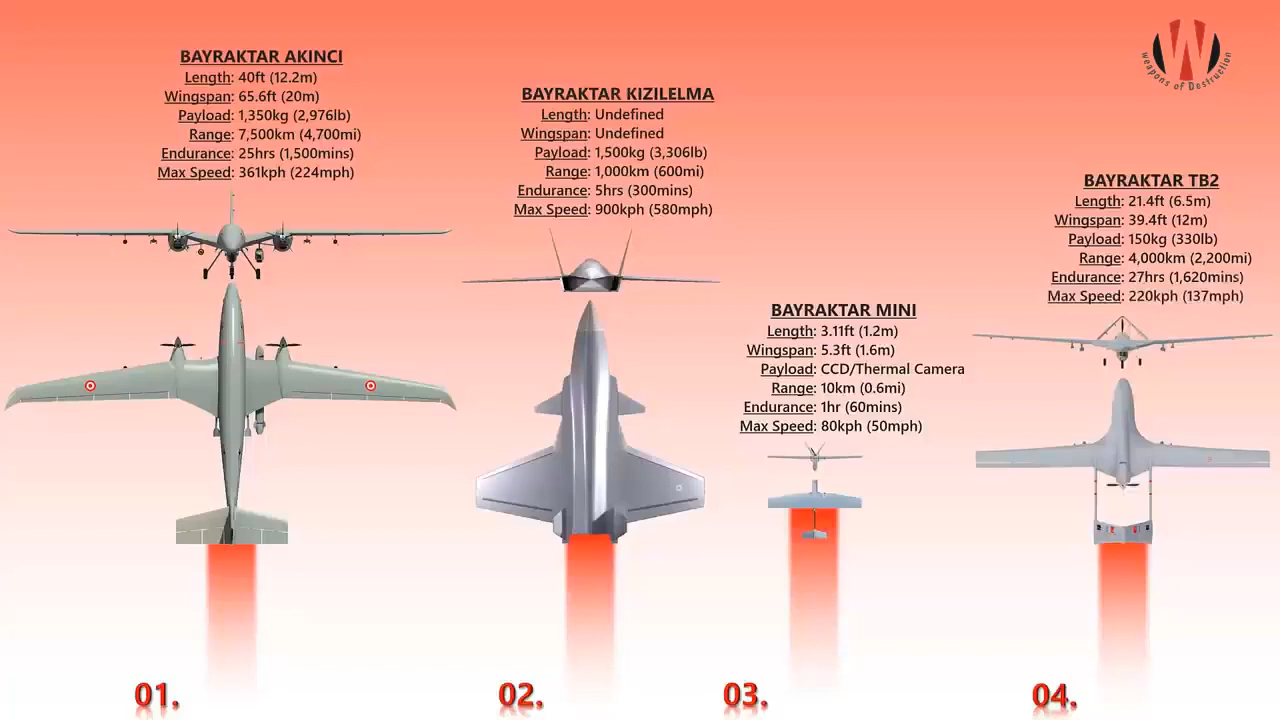 BAYRAKTAR AKINCI
Length: 40ft (12.2m)
Wingspan: 65.6ft (20m)
Payload: 1,350kg (2,976lb)
Range: 7,500km (4,700mi)
Endurance: 25hrs (1,500mins)
Max Speed: 361kph (224mph)
BAYRAKTAR KIZILELMA
Length: Undefined
Wingspan: Undefined
Payload: 1,500kg (3,306lb)
Range: 1,000km (600mi)
Endurance: 5hrs (300mins)
Max Speed: 900kph (580mph)
BAYRAKTAR MINI
Length: 3.11ft (1.2m)
Wingspan: 5.3ft (1.6m)
Payload: CCD/Thermal Camera
Range: 10km (0.6mi)
Endurance: 1hr (60mins)
Max Speed: 80kph (50mph)
BAYRAKTAR TB2
Length: 21.4ft (6.5m)
Wingspan: 39.4ft (12m)
Payload: 150kg (330lb)
Range: 4,000km (2,200mi)
Endurance: 27hrs (1,620mins)
Max Speed: 220kph (137mph)
W
weapons of Destruction
01.
02.
03.
04.